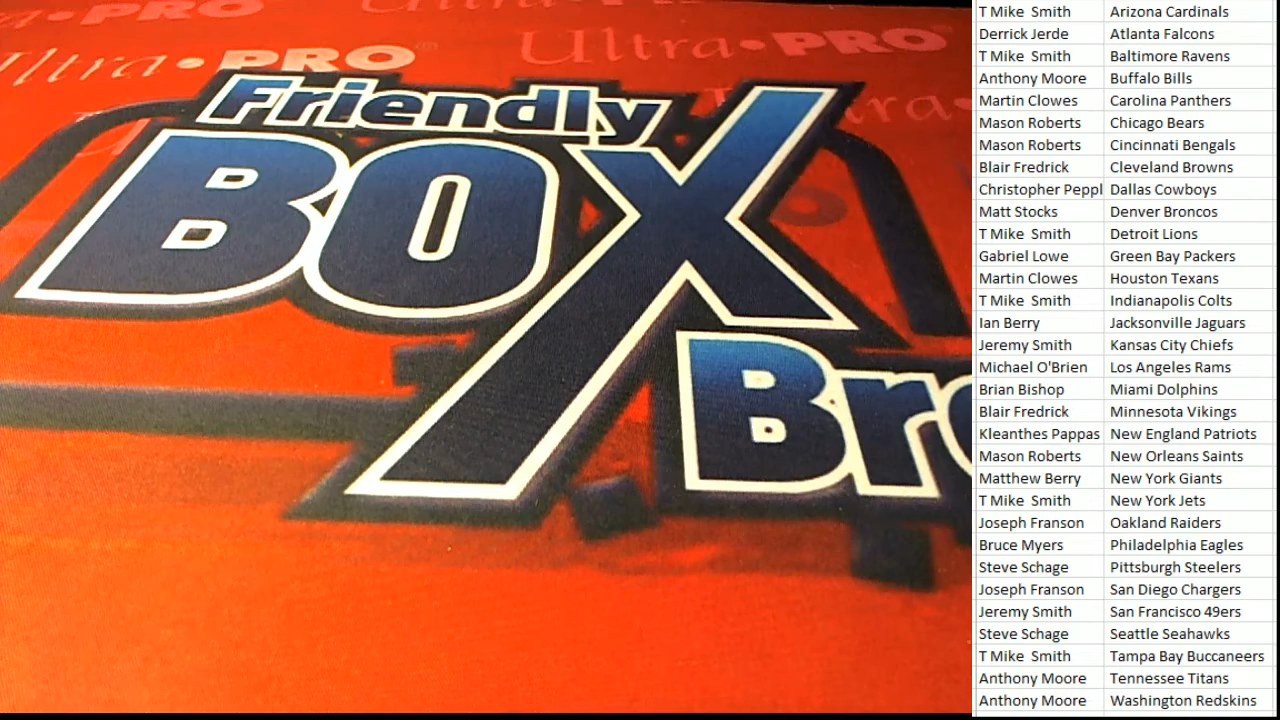 Ultra•PRO
Ultra•PRO®
Friendly
BOX
Bre
T Mike Smith Arizona Cardinals
Derrick Jerde Atlanta Falcons
T Mike Smith Baltimore Ravens
Anthony Moore Buffalo Bills
Martin Clowes Carolina Panthers
Mason Roberts Chicago Bears
Mason Roberts Cincinnati Bengals
Blair Fredrick Cleveland Browns
Christopher Peppl Dallas Cowboys
Matt Stocks Denver Broncos
T Mike Smith Detroit Lions
Gabriel Lowe Green Bay Packers
Martin Clowes Houston Texans
T Mike Smith Indianapolis Colts
Ian Berry Jacksonville Jaguars
Jeremy Smith Kansas City Chiefs
Michael O'Brien Los Angeles Rams
Brian Bishop Miami Dolphins
Blair Fredrick Minnesota Vikings
Kleanthes Pappas New England Patriots
Mason Roberts New Orleans Saints
Matthew Berry New York Giants
T Mike Smith New York Jets
Joseph Franson Oakland Raiders
Bruce Myers Philadelphia Eagles
Steve Schage Pittsburgh Steelers
Joseph Franson San Diego Chargers
Jeremy Smith San Francisco 49ers
Steve Schage Seattle Seahawks
T Mike Smith Tampa Bay Buccaneers
Anthony Moore Tennessee Titans
Anthony Moore Washington Redskins